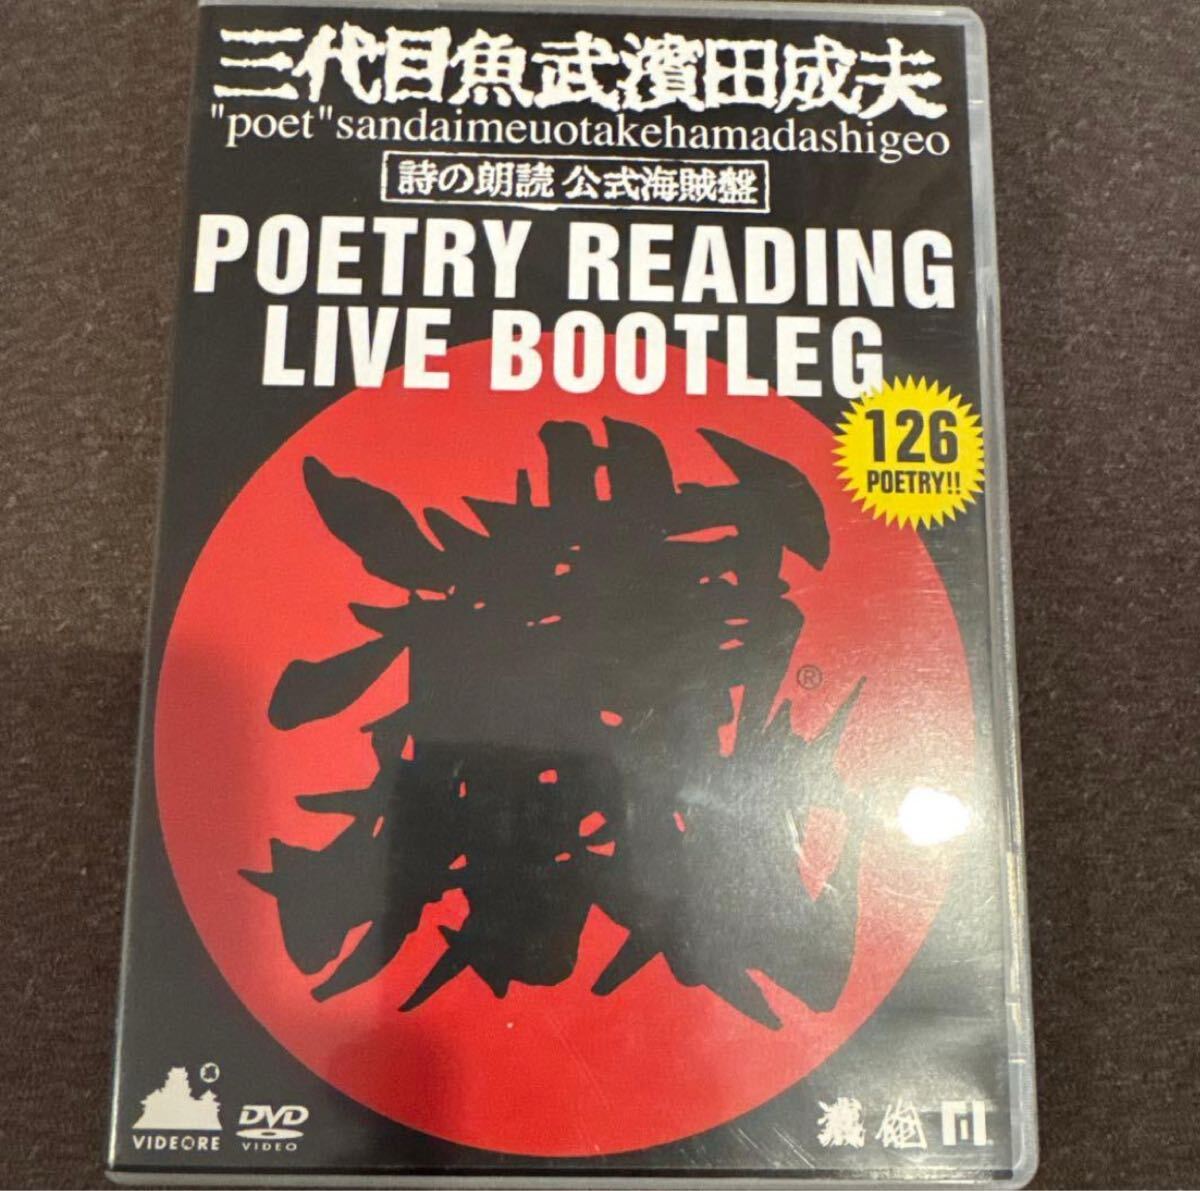 三代目魚武濱田成夫
"poet"sandaimeuotakehamadashigeo
詩の朗読 公式海賊盤
POETRY READING
LIVE BOOTLEG
126
POETRY!!
®
VIDEORE
DVD
VIDEO